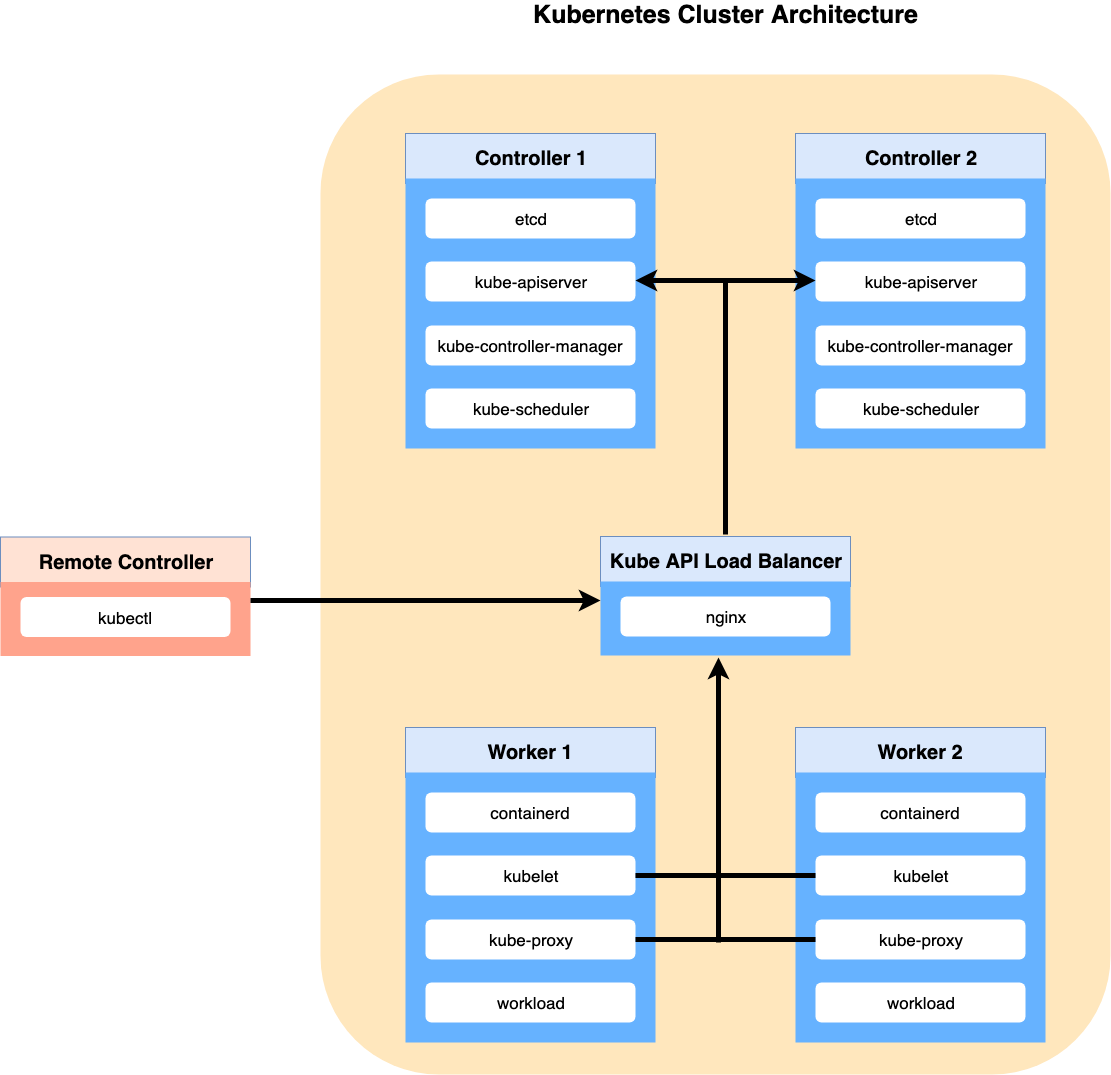 Kubernetes Cluster Architecture
Controller 1
etcd
kube-apiserver
kube-controller-manager
kube-scheduler
Controller 2
etcd
kube-apiserver
kube-controller-manager
kube-scheduler
Remote Controller
kubectl
Kube API Load Balancer
nginx
Worker 1
containerd
kubelet
kube-proxy
workload
Worker 2
containerd
kubelet
kube-proxy
workload